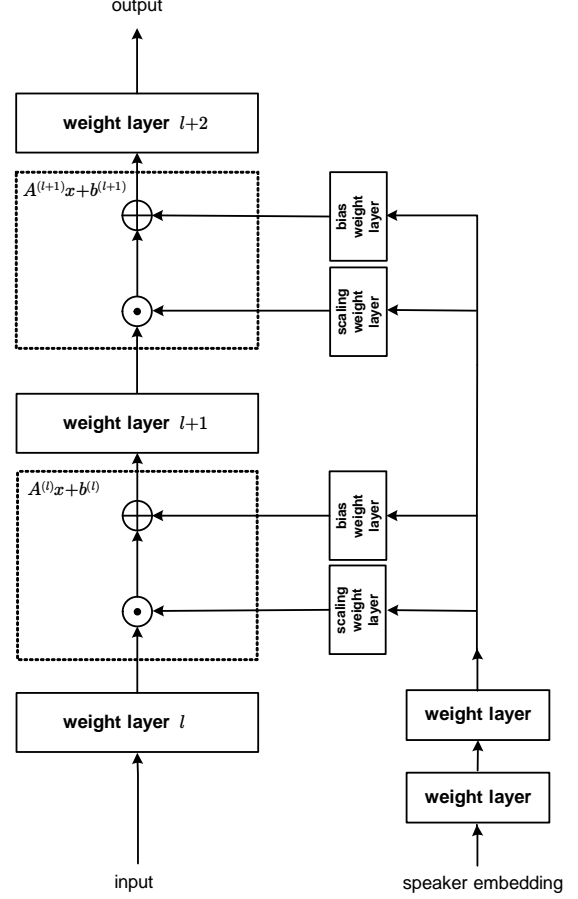 output
weight layer l+2
A^{(l+1)}x+b^{(l+1)}
bias
weight
layer
scaling
weight
layer
weight layer l+1
A^{(l)}x+b^{(l)}
bias
weight
layer
scaling
weight
layer
weight layer l
weight layer
weight layer
input
speaker embedding